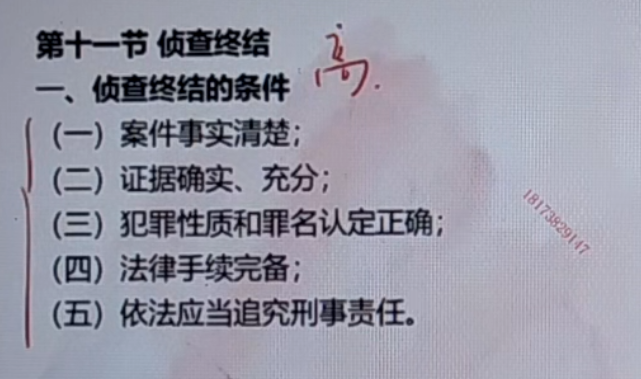 第十一节 侦查终结
高.
一、侦查终结的条件
（一）案件事实清楚；
（二）证据确实、充分；
（三）犯罪性质和罪名认定正确；
（四）法律手续完备；
（五）依法应当追究刑事责任。
18173829147